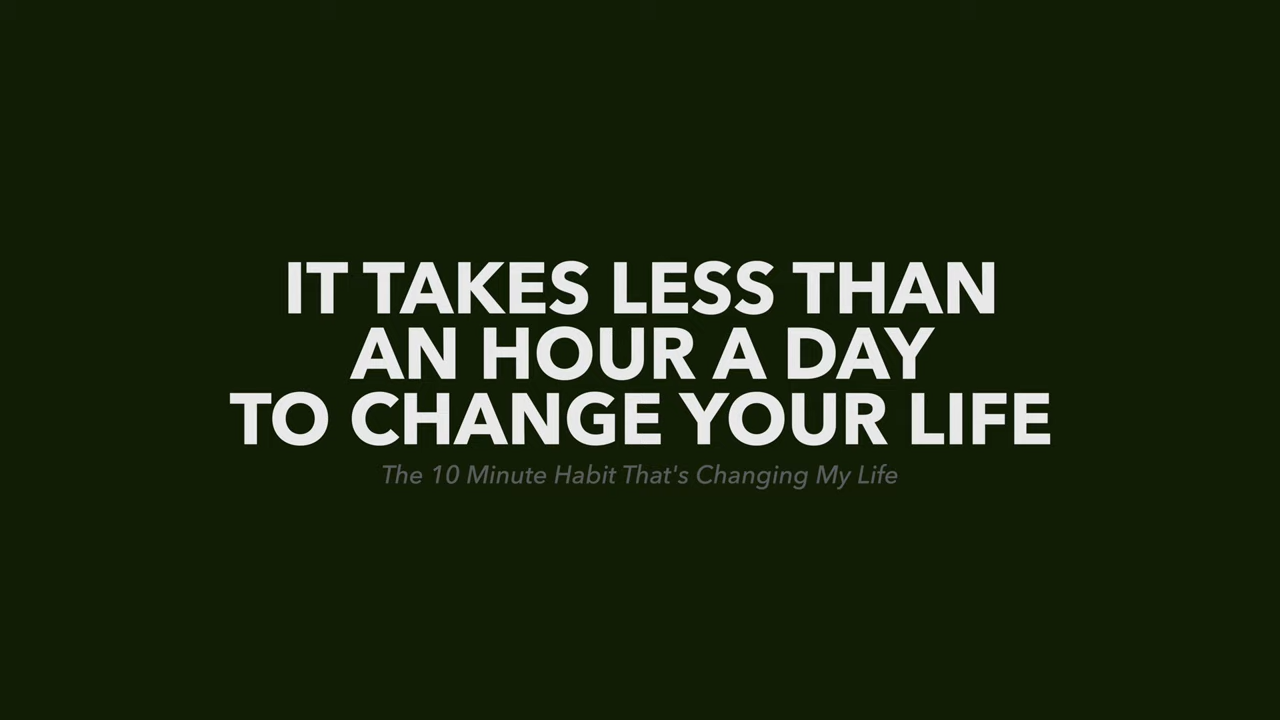 IT TAKES LESS THAN
AN HOUR A DAY
TO CHANGE YOUR LIFE
The 10 Minute Habit That's Changing My Life